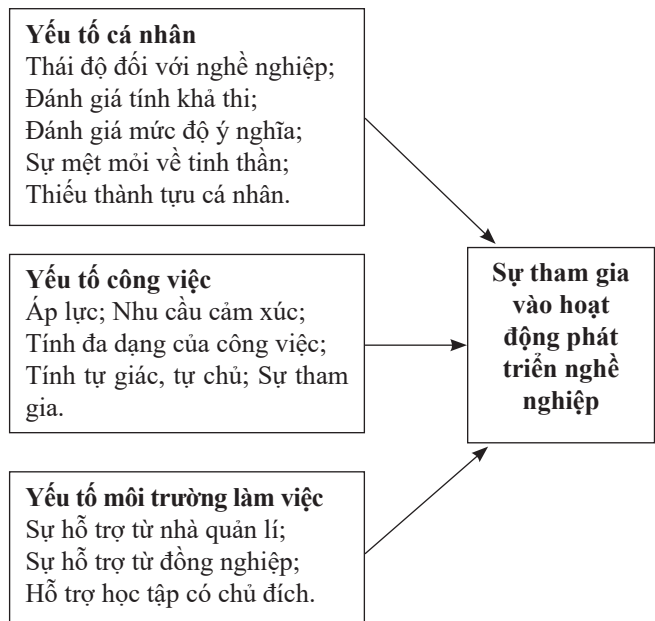 Yếu tố cá nhân
Thái độ đối với nghề nghiệp;
Đánh giá tính khả thi;
Đánh giá mức độ ý nghĩa;
Sự mệt mỏi về tinh thần;
Thiếu thành tựu cá nhân.
Yếu tố công việc
Áp lực; Nhu cầu cảm xúc;
Tính đa dạng của công việc;
Tính tự giác, tự chủ; Sự tham
gia.
Yếu tố môi trường làm việc
Sự hỗ trợ từ nhà quản lí;
Sự hỗ trợ từ đồng nghiệp;
Hỗ trợ học tập có chủ đích.
Sự tham gia
vào hoạt
động phát
triển nghề
nghiệp